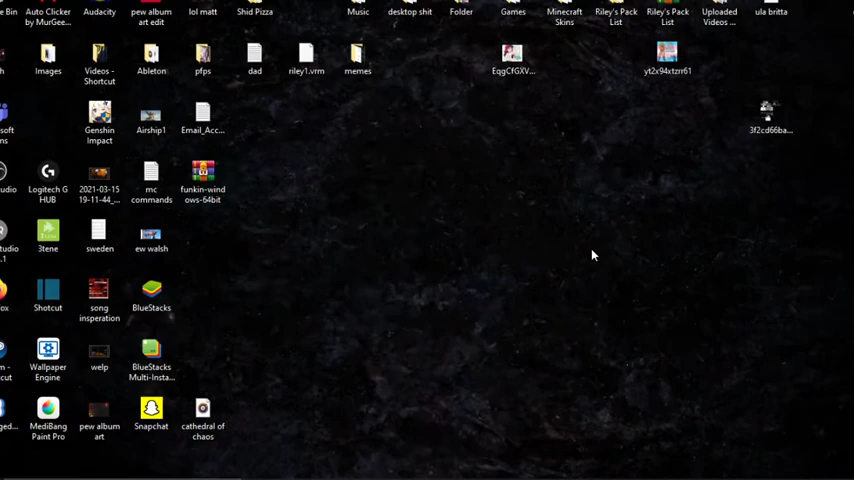 Bin
Auto Clicker
by MurGee...
Audacity
pew album
art edit
lol matt
Shid Pizza
Music
desktop shit
Folder
Games
Minecraft
Skins
Riley's Pack
List
Riley's Pack
List
Uploaded
Videos ...
ula britta
Images
Videos -
Shortcut
Ableton
pfps
dad
riley1.vrm
memes
EqgCfGXV...
yt2x94xtzrr61
Genshin
Impact
Airship1
Email_Acc...
3f2cd66ba...
Logitech G
HUB
2021-03-15
19-11-44_...
mc
commands
funkin-wind
ows-64bit
3tene
sweden
ew walsh
Shotcut
song
insperation
BlueStacks
Wallpaper
Engine
welp
BlueStacks
Multi-Insta...
MediBang
Paint Pro
pew album
art
Snapchat
cathedral of
chaos